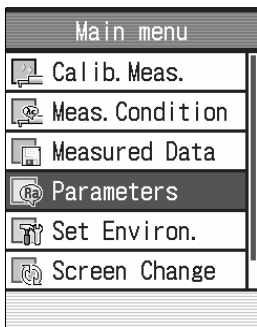 Main menu
Calib.Meas.
Meas.Condition
Measured Data
Parameters
Set Environ.
Screen Change